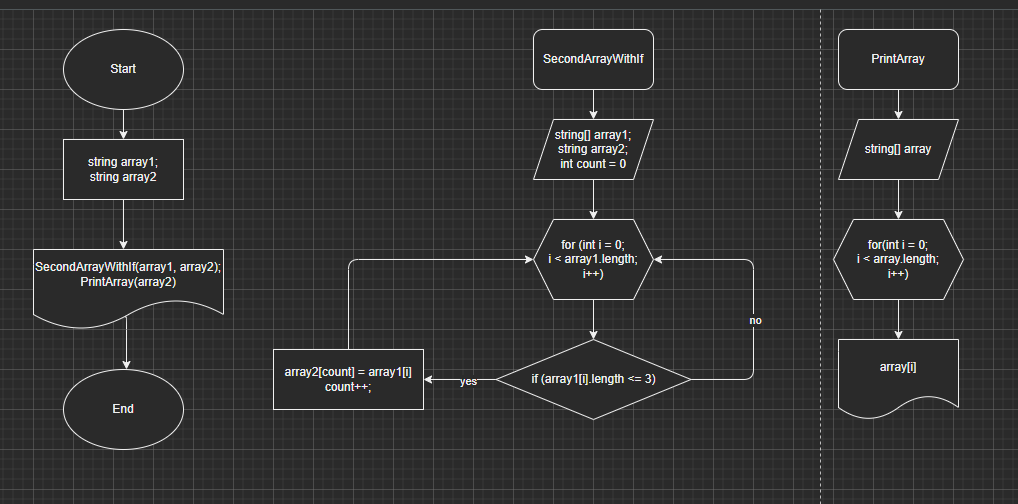 Start
string array1;
string array2
SecondArrayWithIf(array1, array2);
PrintArray(array2)
End
SecondArrayWithIf
string[] array1;
string array2;
int count = 0
for (int i = 0;
i < array1.length;
i++)
no
if (array1[i].length <= 3)
yes
array2[count] = array1[i]
count++;
PrintArray
string[] array
for(int i = 0;
i < array.length;
i++)
array[i]